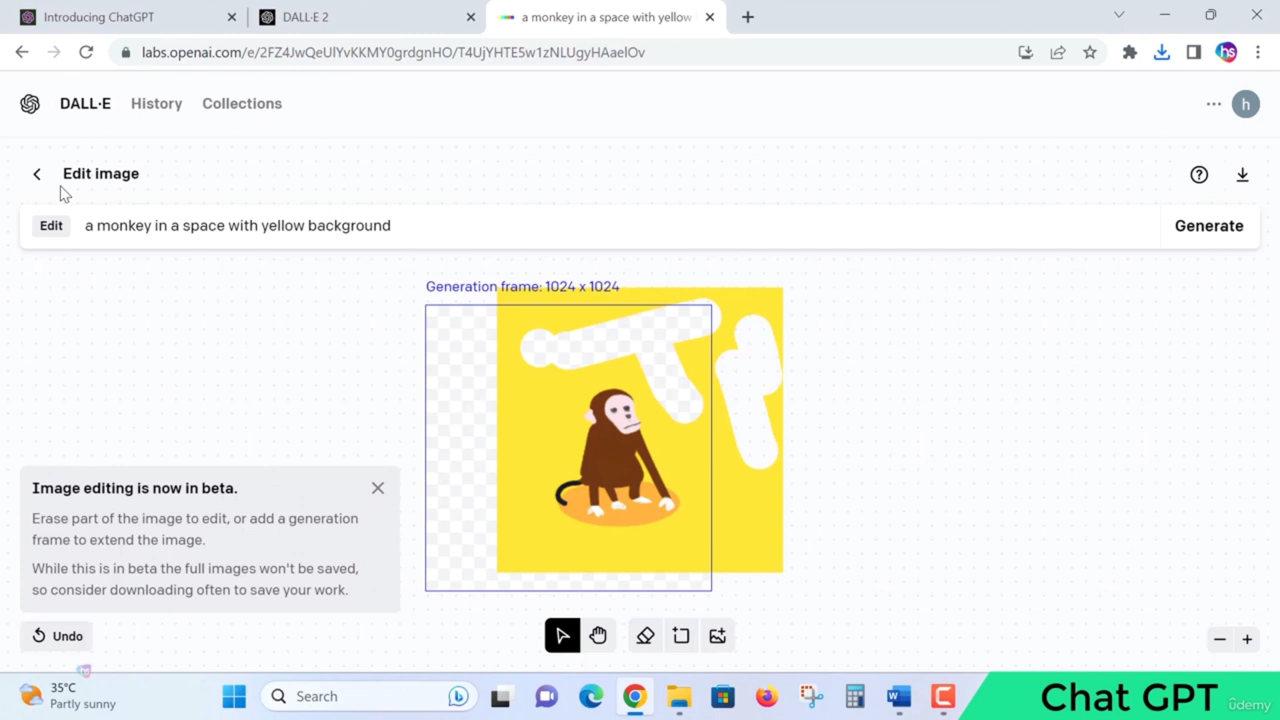 Introducing ChatGPT
DALL·E 2
a monkey in a space with yellow
labs.openai.com/e/2FZ4JwQeUlYvKKMY0grdgnHO/T4UjYHTE5w1zNLUgyHAaelOv
hs
DALL·E
History
Collections
h
Edit image
Edit
a monkey in a space with yellow background
Generate
Generation frame: 1024 x 1024
Image editing is now in beta.
Erase part of the image to edit, or add a generation
frame to extend the image.
While this is in beta the full images won't be saved,
so consider downloading often to save your work.
Undo
35°C
Partly sunny
Search
Chat GPT
ûdemy